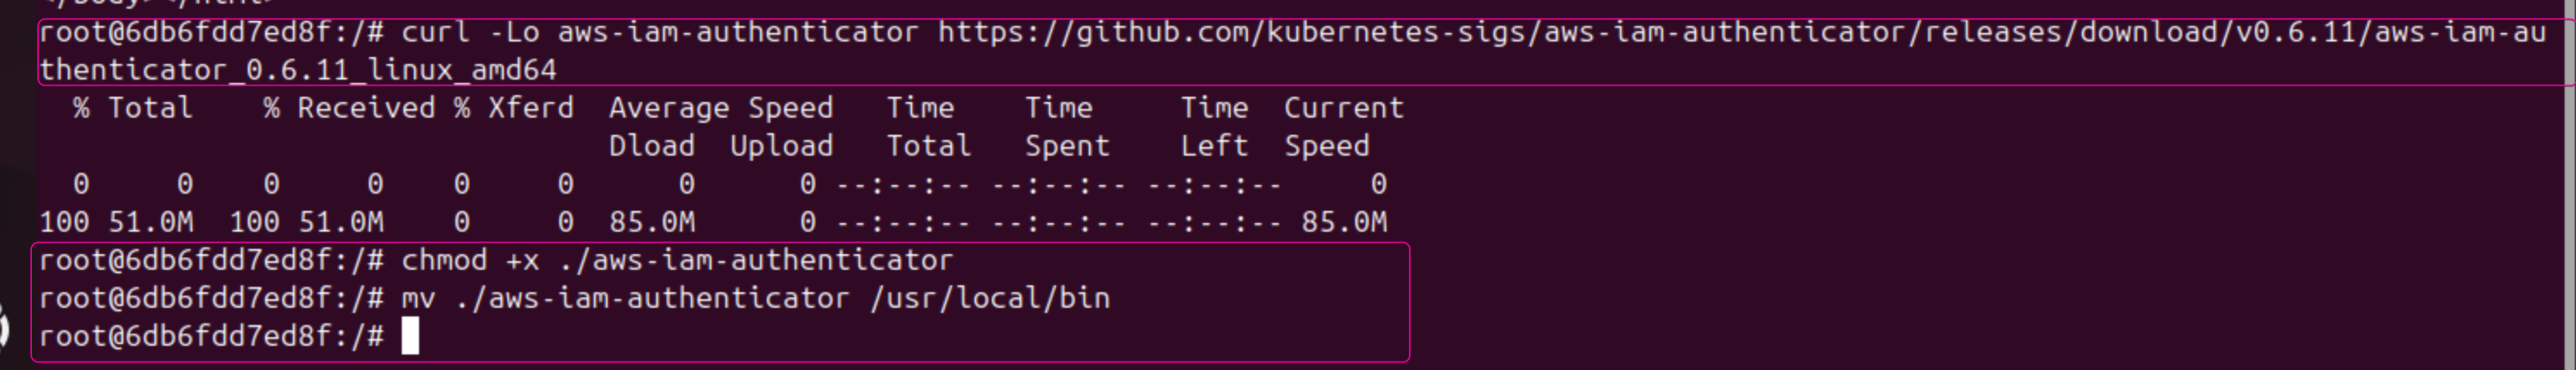 </body></html>
root@6db6fdd7ed8f:/# curl -Lo aws-iam-authenticator https://github.com/kubernetes-sigs/aws-iam-authenticator/releases/download/v0.6.11/aws-iam-au
thenticator_0.6.11_linux_amd64
  % Total    % Received % Xferd  Average Speed   Time    Time     Time  Current
                                 Dload  Upload   Total   Spent    Left  Speed
  0     0    0     0    0     0      0      0 --:--:-- --:--:-- --:--:--     0
100 51.0M  100 51.0M    0     0  85.0M      0 --:--:-- --:--:-- --:--:-- 85.0M
root@6db6fdd7ed8f:/# chmod +x ./aws-iam-authenticator
root@6db6fdd7ed8f:/# mv ./aws-iam-authenticator /usr/local/bin
root@6db6fdd7ed8f:/#